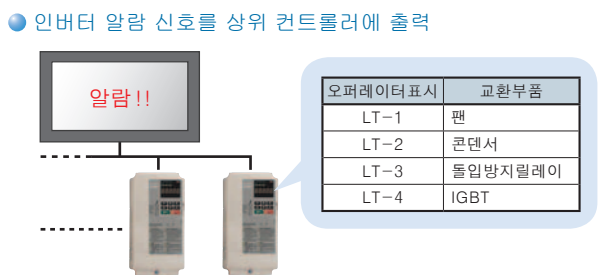 인버터 알람 신호를 상위 컨트롤러에 출력
알람!!
오퍼레이터표시 교환부품
LT-1 팬
LT-2 콘덴서
LT-3 돌입방지릴레이
LT-4 IGBT